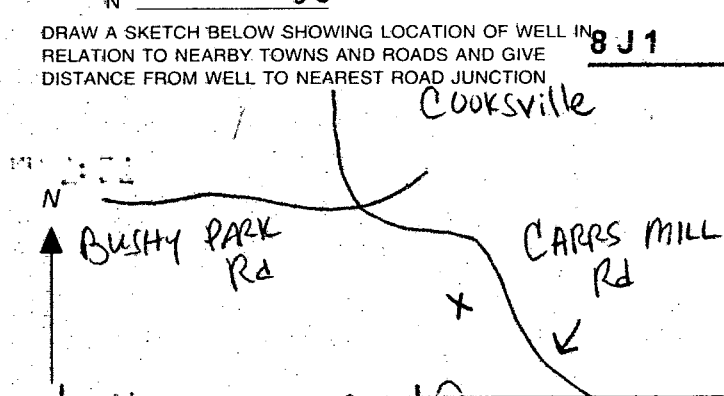 N
DRAW A SKETCH BELOW SHOWING LOCATION OF WELL IN
RELATION TO NEARBY TOWNS AND ROADS AND GIVE
DISTANCE FROM WELL TO NEAREST ROAD JUNCTION
8 J 1
Cooksville
N
BUSHY PARK
Rd
CARRS MILL
Rd
X